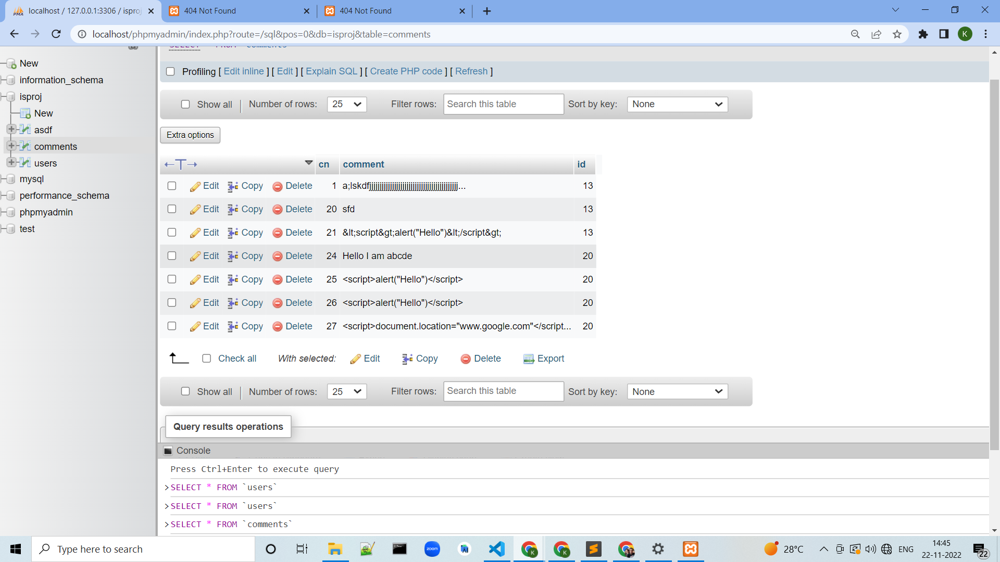 localhost / 127.0.0.1:3306 / isproj
404 Not Found
404 Not Found
localhost/phpmyadmin/index.php?route=/sql&pos=0&db=isproj&table=comments
K
New
information_schema
isproj
New
asdf
comments
users
mysql
performance_schema
phpmyadmin
test
SELECT * FROM `comments`
Profiling [ Edit inline ] [ Edit ] [ Explain SQL ] [ Create PHP code ] [ Refresh ]
Show all Number of rows: 25 Filter rows: Search this table Sort by key: None
Extra options
cn comment id
Edit Copy Delete 1 a;lskdfjjjjjjjjjjjjjjjjjjjjjjjjjjjjjjjjjjjjjjjjjjj... 13
Edit Copy Delete 20 sfd 13
Edit Copy Delete 21 &lt;script&gt;alert("Hello")&lt;/script&gt; 13
Edit Copy Delete 24 Hello I am abcde 20
Edit Copy Delete 25 <script>alert("Hello")</script> 20
Edit Copy Delete 26 <script>alert("Hello")</script> 20
Edit Copy Delete 27 <script>document.location="www.google.com"</script... 20
Check all With selected: Edit Copy Delete Export
Show all Number of rows: 25 Filter rows: Search this table Sort by key: None
Query results operations
Console
Press Ctrl+Enter to execute query
>SELECT * FROM `users`
>SELECT * FROM `users`
>SELECT * FROM `comments`
Type here to search
zoom
28°C
ENG
14:45
22-11-2022
22